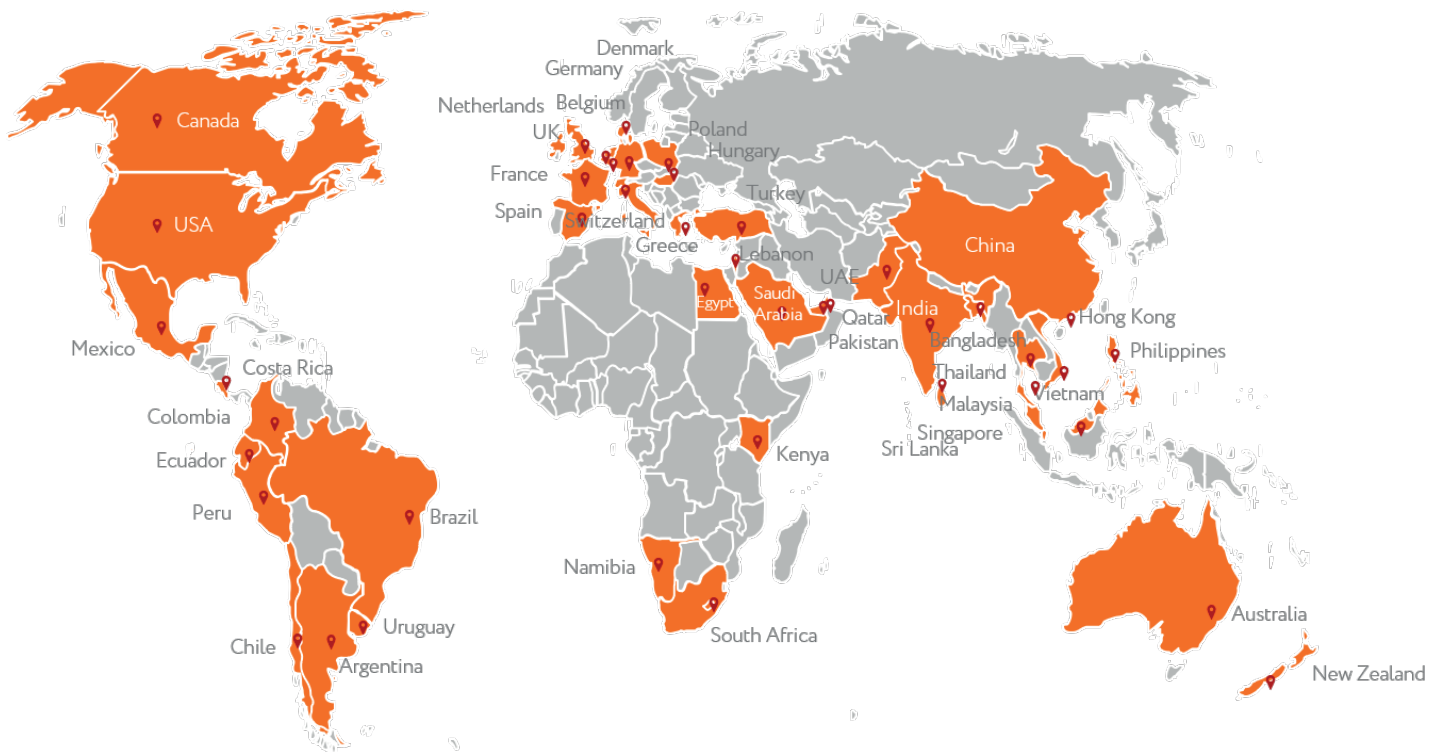 Denmark
Germany
Netherlands
Belgium
Canada
UK
Poland
Hungary
France
Turkey
Spain
Switzerland
USA
Greece
China
Lebanon
UAE
Egypt
Saudi
Arabia
India
Qatar
Hong Kong
Pakistan
Bangladesh
Mexico
Philippines
Costa Rica
Thailand
Vietnam
Malaysia
Colombia
Singapore
Sri Lanka
Kenya
Ecuador
Peru
Brazil
Namibia
Australia
Uruguay
South Africa
Chile
Argentina
New Zealand